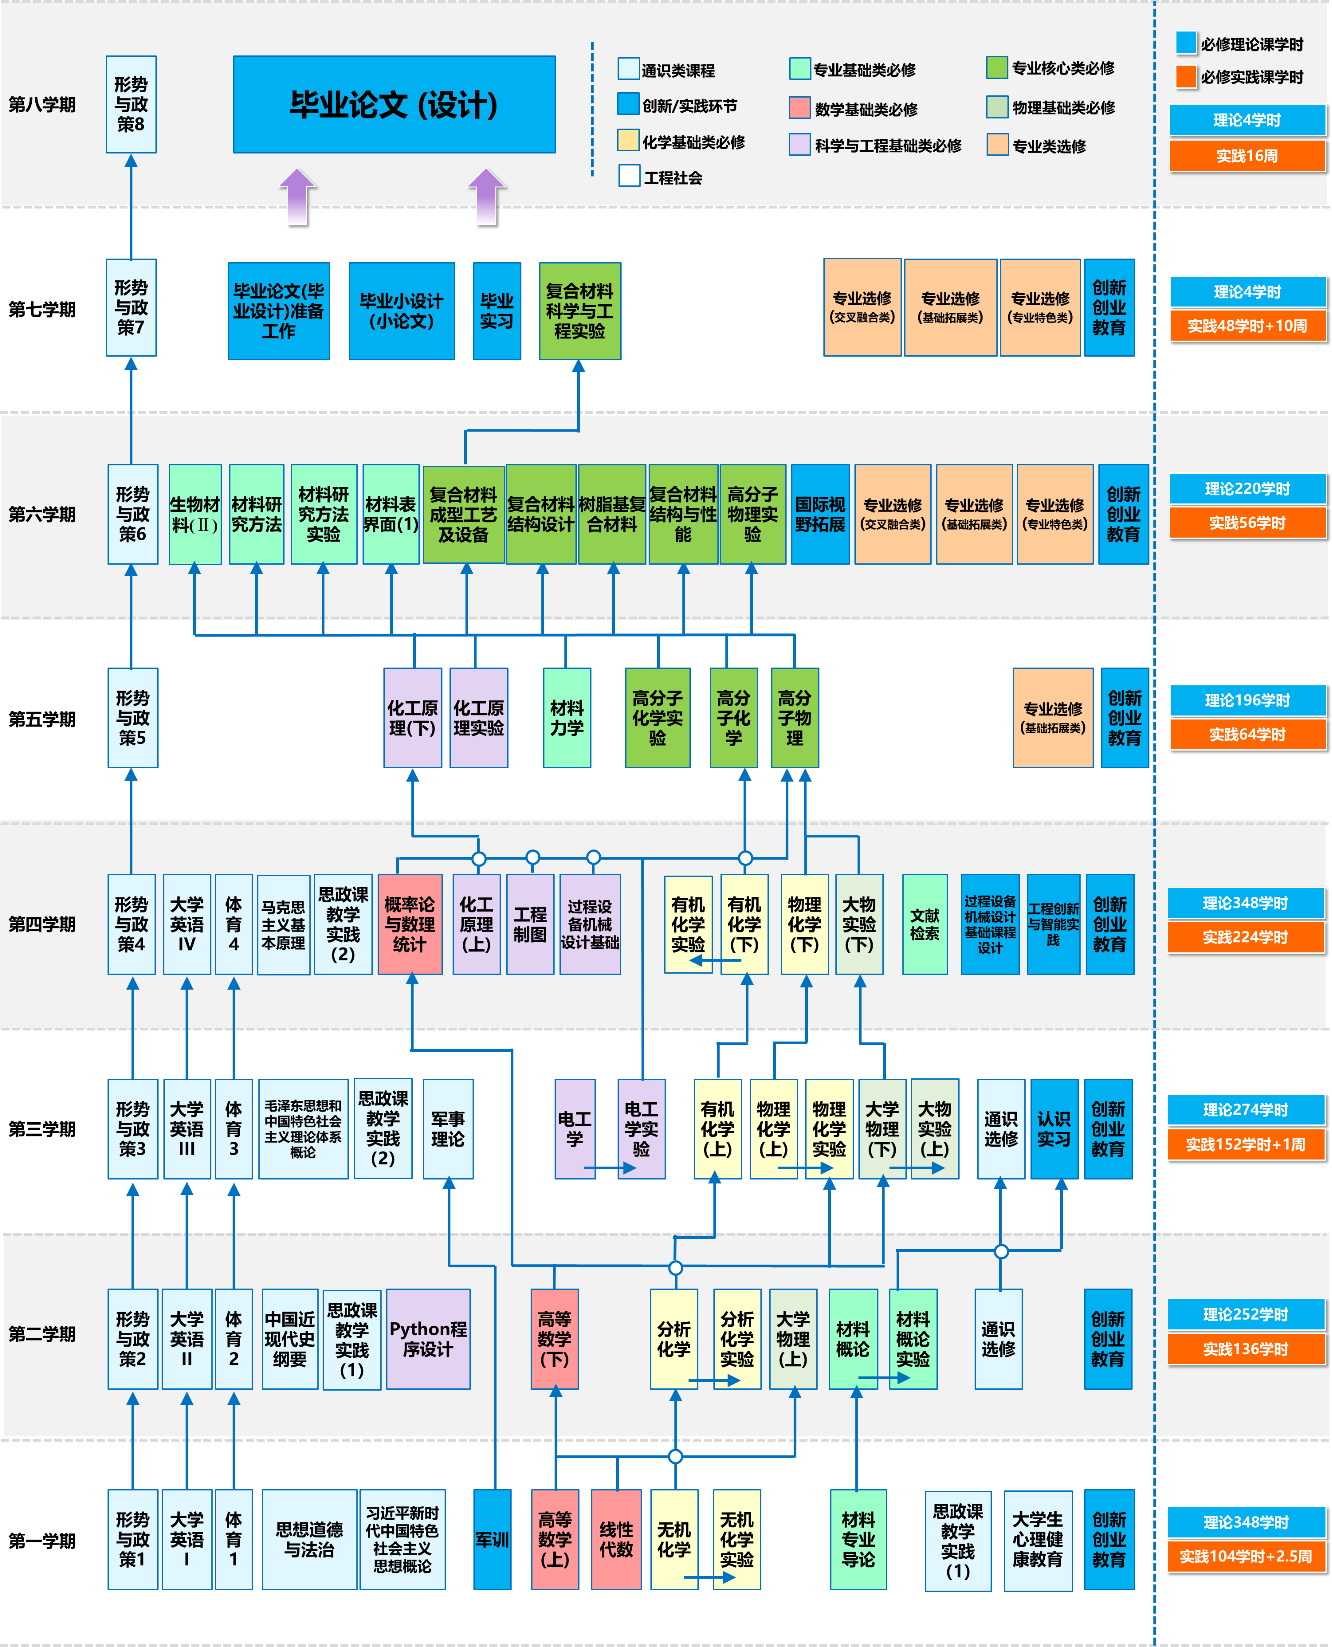 第八学期
形势
与政
策8
毕业论文 (设计)
通识类课程
创新/实践环节
化学基础类必修
工程社会
专业基础类必修
数学基础类必修
科学与工程基础类必修
专业核心类必修
物理基础类必修
专业类选修
必修理论课学时
必修实践课学时
理论4学时
实践16周
第七学期
形势
与政
策7
毕业论文(毕
业设计)准备
工作
毕业小设计
(小论文)
毕业
实习
复合材料
科学与工
程实验
专业选修
(交叉融合类)
专业选修
(基础拓展类)
专业选修
(专业特色类)
创新
创业
教育
理论4学时
实践48学时+10周
第六学期
形势
与政
策6
生物材
料(Ⅱ)
材料研
究方法
材料研
究方法
实验
材料表
界面(1)
复合材料
成型工艺
及设备
复合材料
结构设计
树脂基复
合材料
复合材料
结构与性
能
高分子
物理实
验
国际视
野拓展
专业选修
(交叉融合类)
专业选修
(基础拓展类)
专业选修
(专业特色类)
创新
创业
教育
理论220学时
实践56学时
第五学期
形势
与政
策5
化工原
理(下)
化工原
理实验
材料
力学
高分子
化学实
验
高分
子化
学
高分
子物
理
专业选修
(基础拓展类)
创新
创业
教育
理论196学时
实践64学时
第四学期
形势
与政
策4
大学
英语
IV
体
育
4
马克思
主义基
本原理
思政课
教学
实践
(2)
概率论
与数理
统计
化工
原理
(上)
工程
制图
过程设
备机械
设计基础
有机
化学
实验
有机
化学
(下)
物理
化学
(下)
大物
实验
(下)
文献
检索
过程设备
机械设计
基础课程
设计
工程创新
与智能实
践
创新
创业
教育
理论348学时
实践224学时
第三学期
形势
与政
策3
大学
英语
III
体
育
3
毛泽东思想和
中国特色社会
主义理论体系
概论
思政课
教学
实践
(2)
军事
理论
电工
学
电工
学实
验
有机
化学
(上)
物理
化学
(上)
物理
化学
实验
大学
物理
(下)
大物
实验
(上)
通识
选修
认识
实习
创新
创业
教育
理论274学时
实践152学时+1周
第二学期
形势
与政
策2
大学
英语
II
体
育
2
中国近
现代史
纲要
思政课
教学
实践
(1)
Python程
序设计
高等
数学
(下)
分析
化学
分析
化学
实验
大学
物理
(上)
材料
概论
材料
概论
实验
通识
选修
创新
创业
教育
理论252学时
实践136学时
第一学期
形势
与政
策1
大学
英语
I
体
育
1
思想道德
与法治
习近平新时
代中国特色
社会主义
思想概论
军训
高等
数学
(上)
线性
代数
无机
化学
无机
化学
实验
材料
专业
导论
思政课
教学
实践
(1)
大学生
心理健
康教育
创新
创业
教育
理论348学时
实践104学时+2.5周